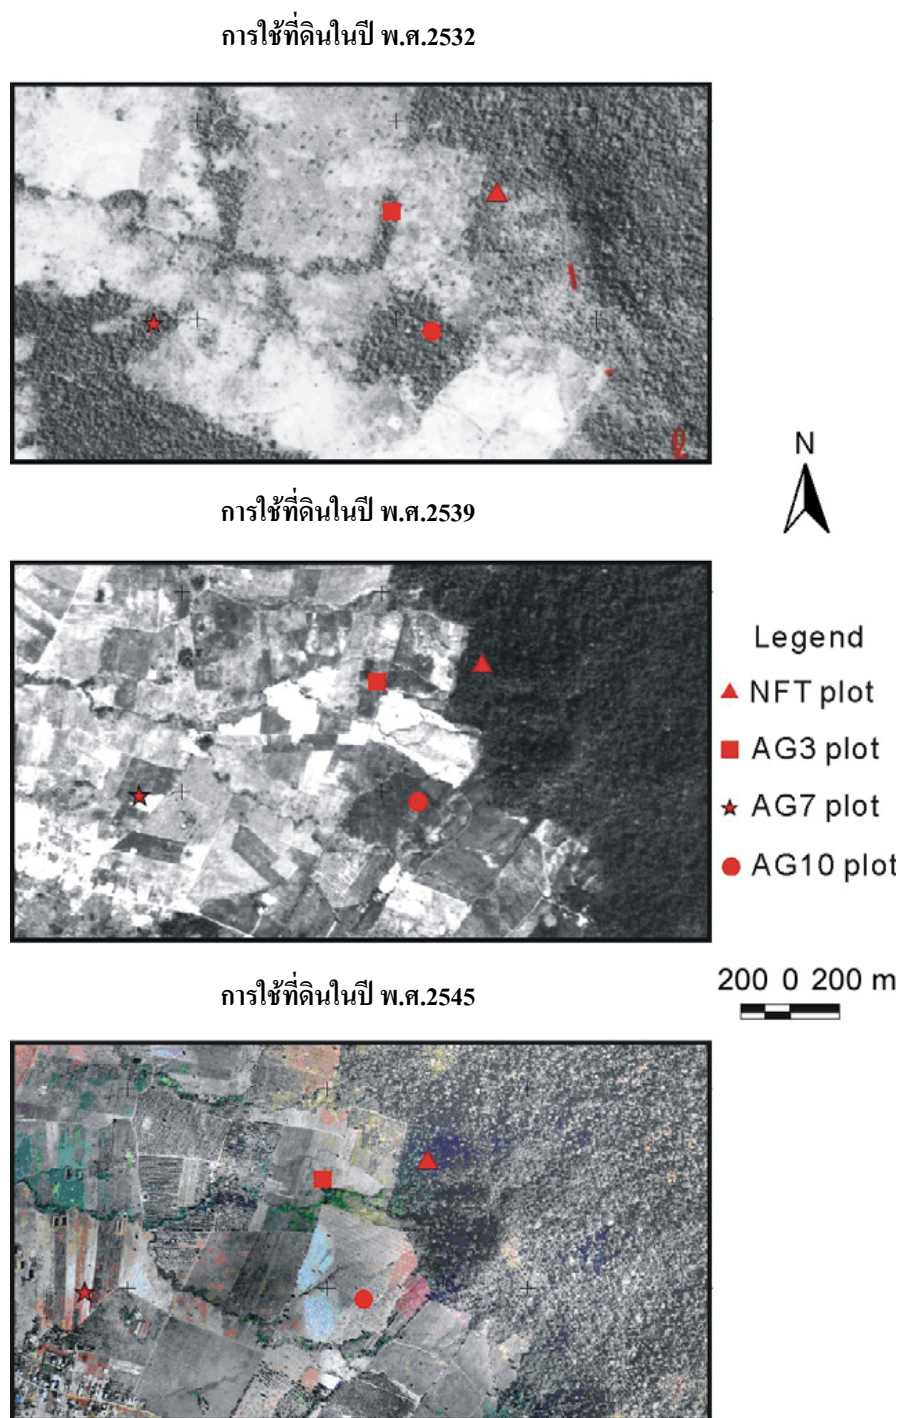 การใช้ที่ดินในปี พ.ศ.2532
N
การใช้ที่ดินในปี พ.ศ.2539
Legend
NFT plot
AG3 plot
AG7 plot
AG10 plot
200 0 200 m
การใช้ที่ดินในปี พ.ศ.2545